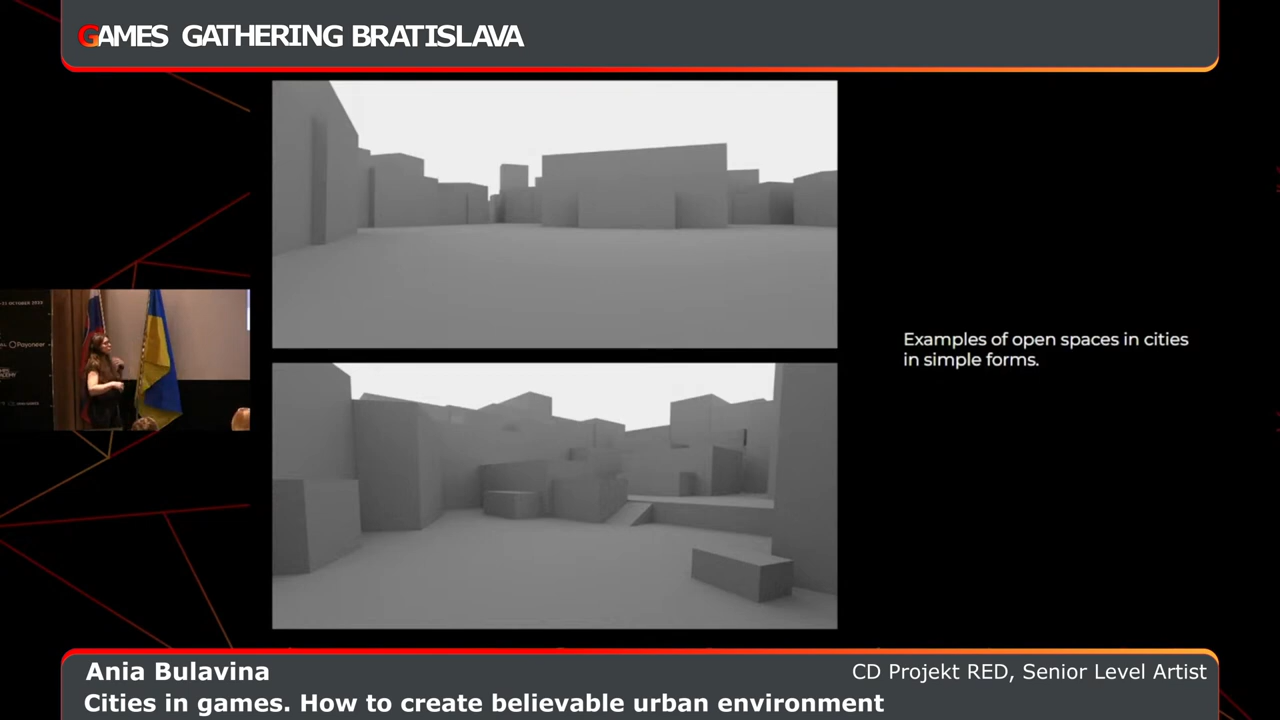 GAMES GATHERING BRATISLAVA
Examples of open spaces in cities
in simple forms.
Payoneer
Ania Bulavina
CD Projekt RED, Senior Level Artist
Cities in games. How to create believable urban environment